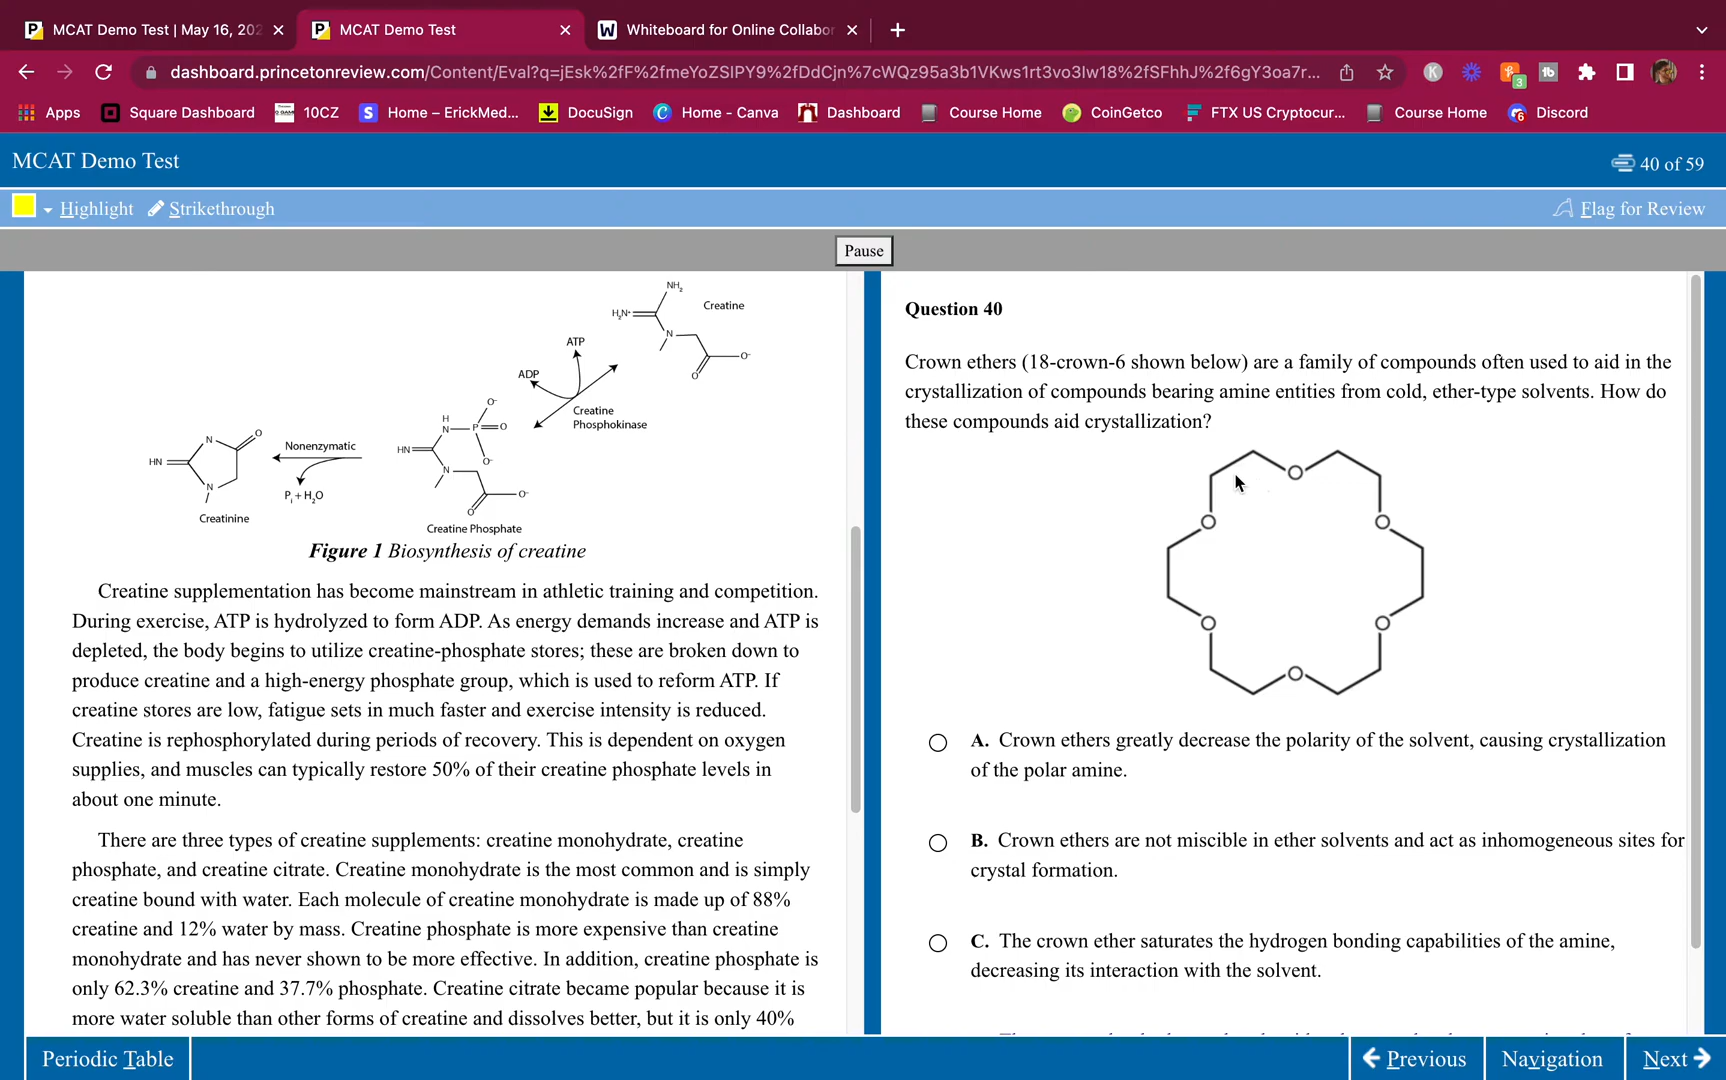 MCAT Demo Test | May 16, 202
MCAT Demo Test
Whiteboard for Online Collabor
dashboard.princetonreview.com/Content/Eval?q=jEsk%2fF%2fmeYoZSIPY9%2fDdCjn%7cWQz95a3b1VKws1rt3vo3lw18%2fSFhhJ%2f6gY3oa7r...
Apps
Square Dashboard
10CZ
Home – ErickMed...
DocuSign
Home - Canva
Dashboard
Course Home
CoinGetco
FTX US Cryptocur...
Course Home
Discord
MCAT Demo Test
40 of 59
Highlight
Strikethrough
Flag for Review
Pause
NH₂
H₂N⁺
N
O
O⁻
Creatine
ATP
ADP
Creatine
Phosphokinase
O⁻
H
N
P
O
HN
O⁻
N
O
O⁻
Creatine Phosphate
Nonenzymatic
Pᵢ + H₂O
N
O
HN
N
Creatinine
Figure 1 Biosynthesis of creatine
Creatine supplementation has become mainstream in athletic training and competition.
During exercise, ATP is hydrolyzed to form ADP. As energy demands increase and ATP is
depleted, the body begins to utilize creatine-phosphate stores; these are broken down to
produce creatine and a high-energy phosphate group, which is used to reform ATP. If
creatine stores are low, fatigue sets in much faster and exercise intensity is reduced.
Creatine is rephosphorylated during periods of recovery. This is dependent on oxygen
supplies, and muscles can typically restore 50% of their creatine phosphate levels in
about one minute.
There are three types of creatine supplements: creatine monohydrate, creatine
phosphate, and creatine citrate. Creatine monohydrate is the most common and is simply
creatine bound with water. Each molecule of creatine monohydrate is made up of 88%
creatine and 12% water by mass. Creatine phosphate is more expensive than creatine
monohydrate and has never shown to be more effective. In addition, creatine phosphate is
only 62.3% creatine and 37.7% phosphate. Creatine citrate became popular because it is
more water soluble than other forms of creatine and dissolves better, but it is only 40%
Question 40
Crown ethers (18-crown-6 shown below) are a family of compounds often used to aid in the
crystallization of compounds bearing amine entities from cold, ether-type solvents. How do
these compounds aid crystallization?
O
O
O
O
O
O
A. Crown ethers greatly decrease the polarity of the solvent, causing crystallization
of the polar amine.
B. Crown ethers are not miscible in ether solvents and act as inhomogeneous sites for
crystal formation.
C. The crown ether saturates the hydrogen bonding capabilities of the amine,
decreasing its interaction with the solvent.
Periodic Table
Previous
Navigation
Next